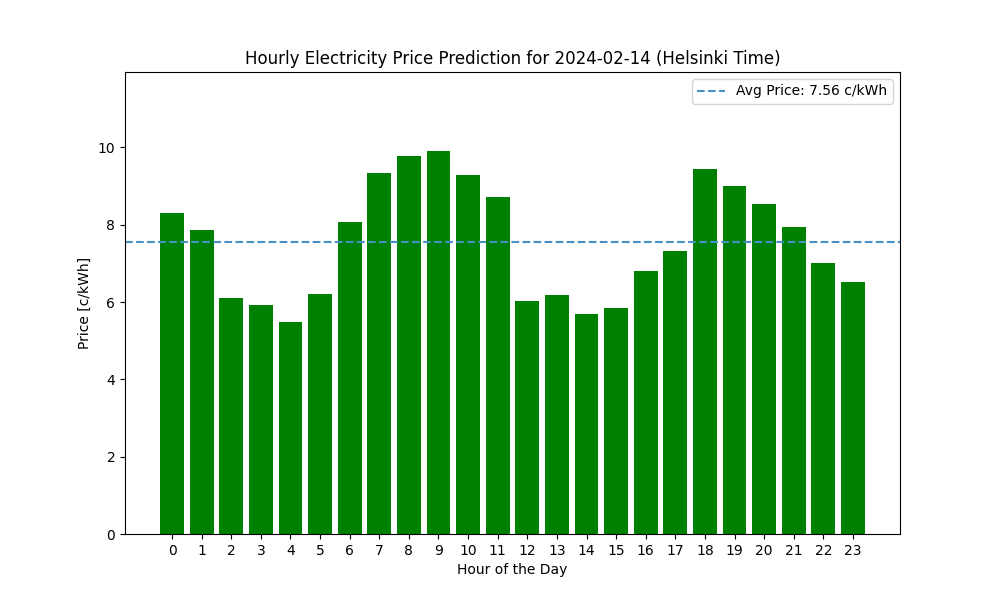 Hourly Electricity Price Prediction for 2024-02-14 (Helsinki Time)
Avg Price: 7.56 c/kWh
Price [c/kWh]
10
8
6
4
2
0
0 1 2 3 4 5 6 7 8 9 10 11 12 13 14 15 16 17 18 19 20 21 22 23
Hour of the Day